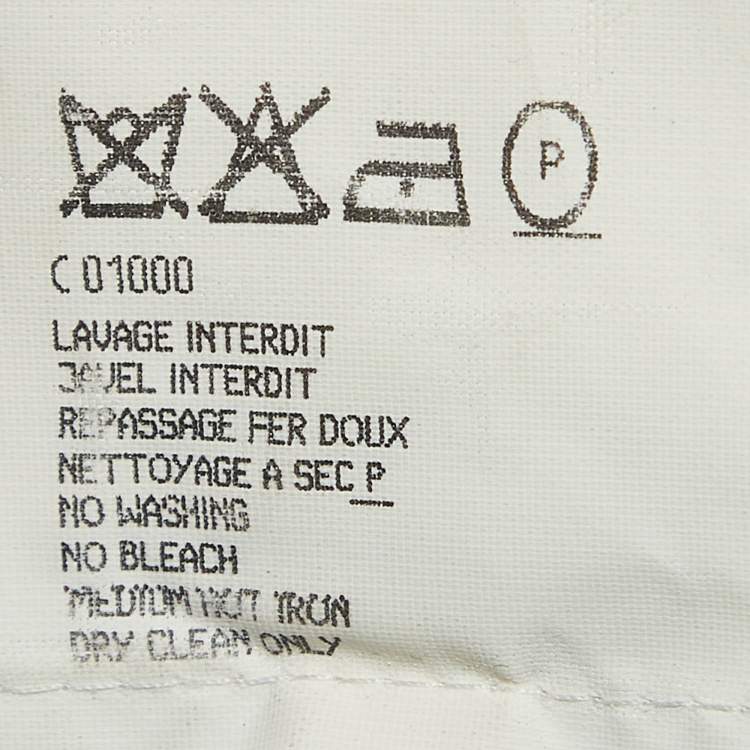 P
C 01000
LAVAGE INTERDIT
JAVEL INTERDIT
REPASSAGE FER DOUX
NETTOYAGE A SEC P
NO WASHING
NO BLEACH
MEDIUM HOT IRON
DRY CLEAN ONLY